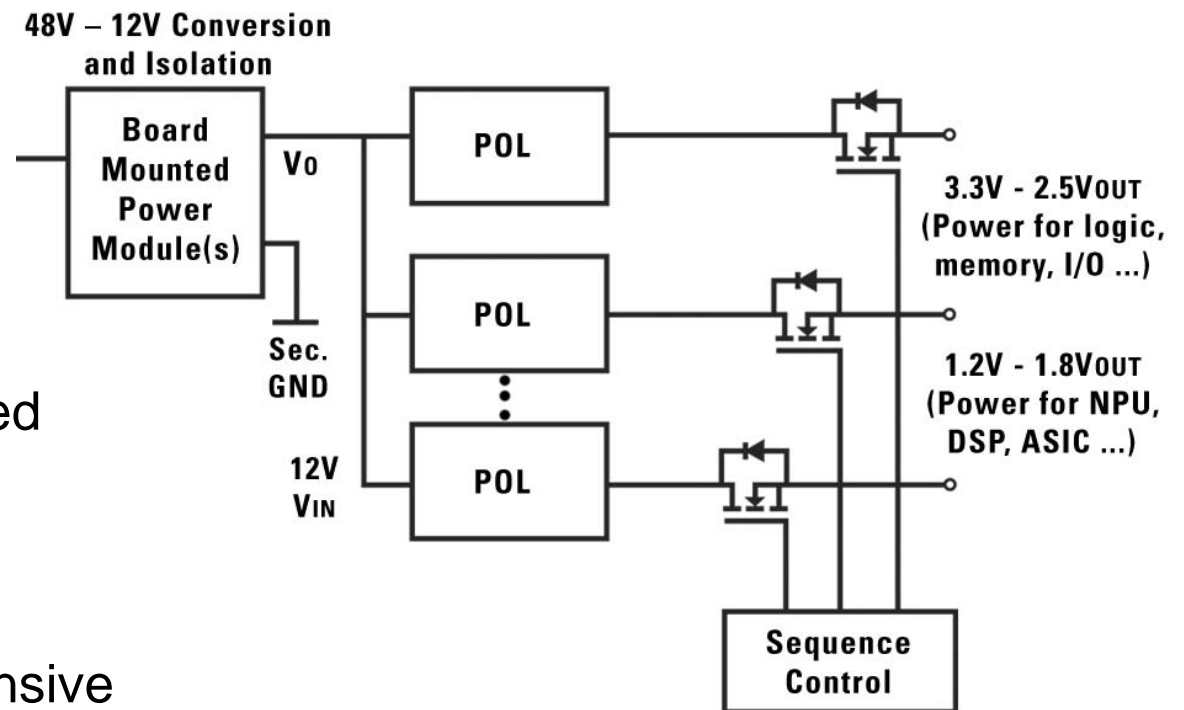 48V – 12V Conversion
and Isolation
Board
Mounted
Power
Module(s)
V0
Sec.
GND
12V
VIN
POL
POL
POL
3.3V - 2.5VOUT
(Power for logic,
memory, I/O ...)
1.2V - 1.8VOUT
(Power for NPU,
DSP, ASIC ...)
Sequence
Control
ed
nsive